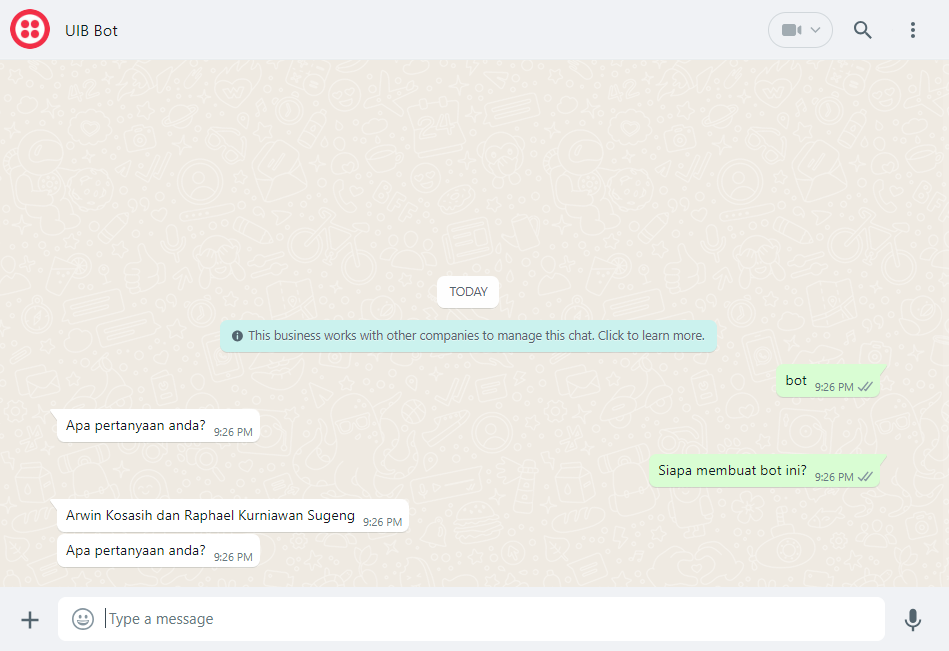 UIB Bot
TODAY
This business works with other companies to manage this chat. Click to learn more.
bot 9:26 PM
Apa pertanyaan anda? 9:26 PM
Siapa membuat bot ini? 9:26 PM
Arwin Kosasih dan Raphael Kurniawan Sugeng 9:26 PM
Apa pertanyaan anda? 9:26 PM
Type a message